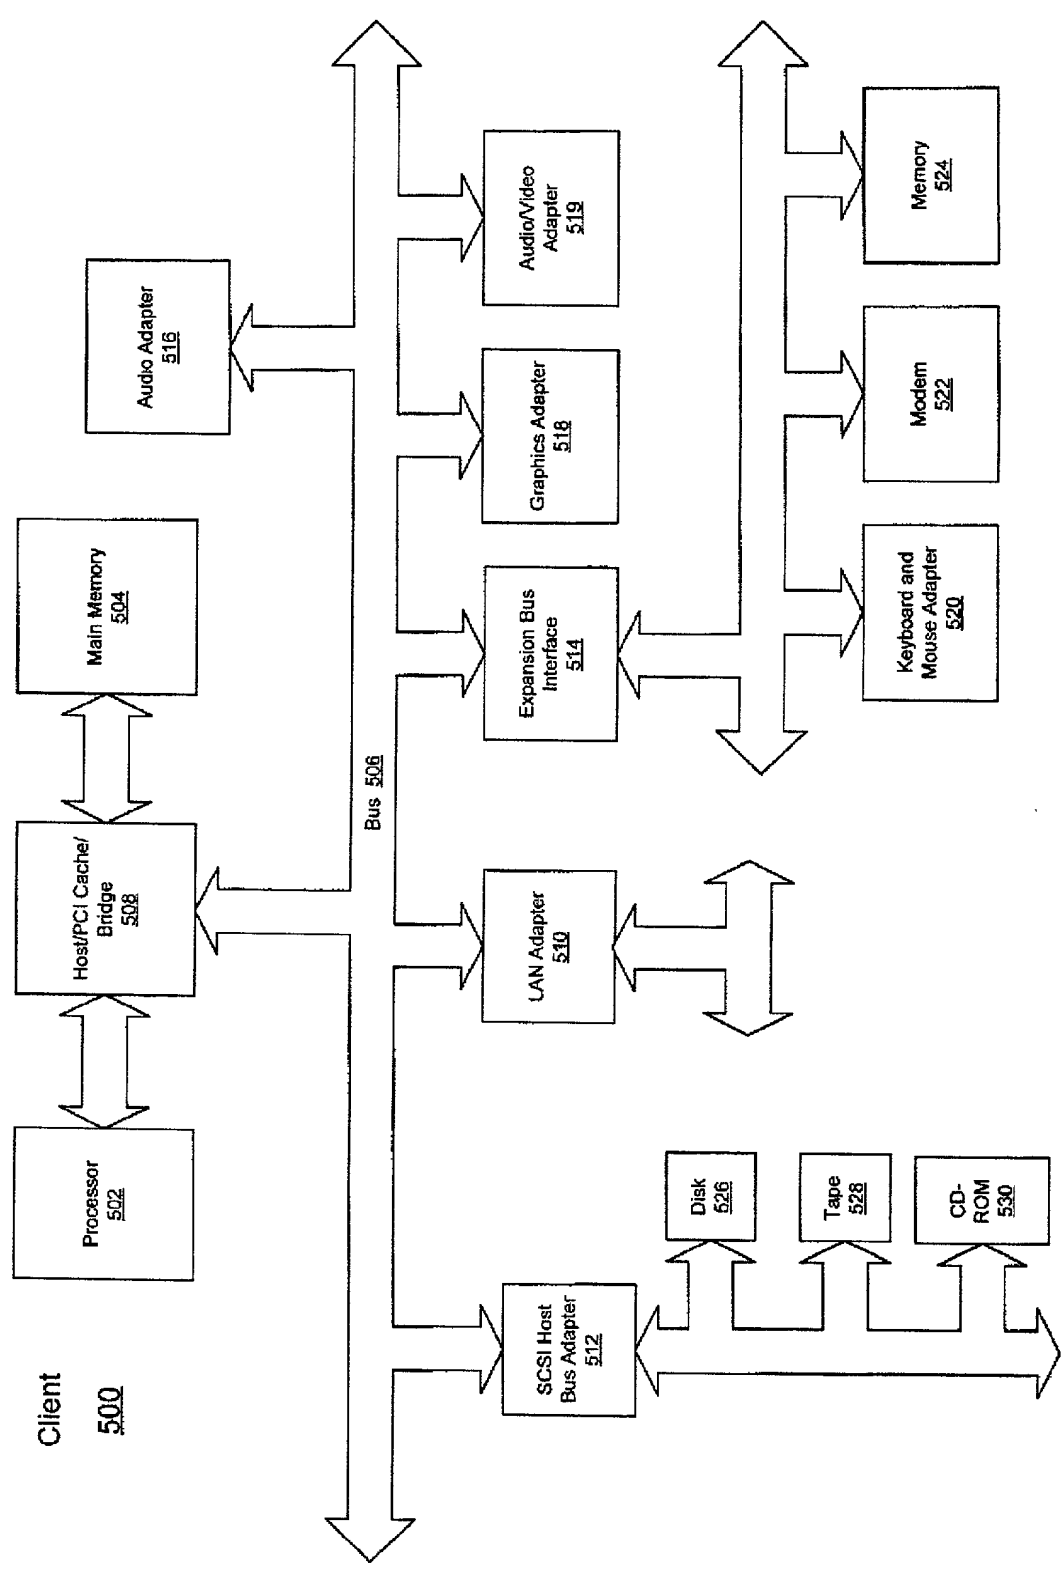 Client
500
Processor
502
Host/PCI Cache/
Bridge
508
Main Memory
504
Audio Adapter
516
Bus 506
SCSI Host
Bus Adapter
512
LAN Adapter
510
Expansion Bus
Interface
514
Graphics Adapter
518
Audio/Video
Adapter
519
Disk
526
Tape
528
CD-
ROM
530
Keyboard and
Mouse Adapter
520
Modem
522
Memory
524